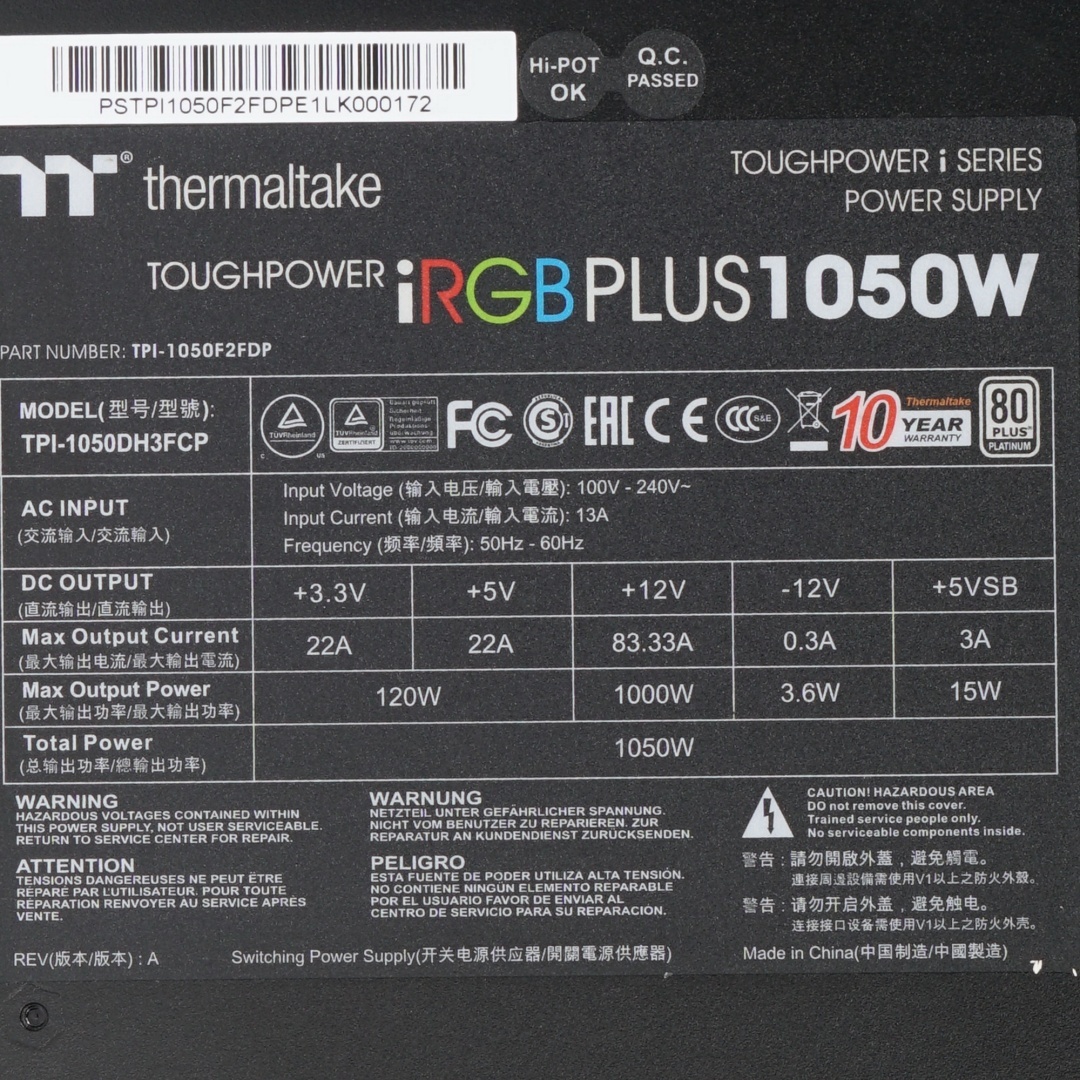 PSTPI1050F2FDPE1LK000172
Hi-POT OK
Q.C. PASSED
thermaltake
TOUGHPOWER i SERIES
POWER SUPPLY
TOUGHPOWER iRGB PLUS 1050W
PART NUMBER: TPI-1050F2FDP
MODEL(型号/型號):
TPI-1050DH3FCP
TÜVRheinland
TÜVRheinland
ZERTIFIZIERT
FC
S
EAC
CE
CCC S&E
Thermaltake
10 YEAR
WARRANTY
80
PLUS
PLATINUM
AC INPUT
(交流输入/交流輸入)
Input Voltage (输入电压/輸入電壓): 100V - 240V~
Input Current (输入电流/輸入電流): 13A
Frequency (频率/頻率): 50Hz - 60Hz
DC OUTPUT
(直流输出/直流輸出)
+3.3V +5V +12V -12V +5VSB
Max Output Current
(最大输出电流/最大輸出電流)
22A 22A 83.33A 0.3A 3A
Max Output Power
(最大输出功率/最大輸出功率)
120W 1000W 3.6W 15W
Total Power
(总输出功率/總輸出功率)
1050W
WARNING
HAZARDOUS VOLTAGES CONTAINED WITHIN
THIS POWER SUPPLY, NOT USER SERVICEABLE.
RETURN TO SERVICE CENTER FOR REPAIR.
ATTENTION
TENSIONS DANGEREUSES NE PEUT ÊTRE
RÉPARÉ PAR L'UTILISATEUR. POUR TOUTE
RÉPARATION RENVOYER AU SERVICE APRÉS
VENTE.
WARNUNG
NETZTEIL UNTER GEFÄHRLICHER SPANNUNG.
NICHT VOM BENUTZER ZU REPARIEREN. ZUR
REPARATUR AN KUNDENDIENST ZURÜCKSENDEN.
PELIGRO
ESTA FUENTE DE PODER UTILIZA ALTA TENSIÓN.
NO CONTIENE NINGÚN ELEMENTO REPARABLE
POR EL USUARIO FAVOR DE ENVIAR AL
CENTRO DE SERVICIO PARA SU REPARACIÓN.
CAUTION! HAZARDOUS AREA
DO not remove this cover.
Trained service people only.
No serviceable components inside.
警告：請勿開啟外蓋，避免觸電。
連接周邊設備需使用V1以上之防火外殼。
警告：请勿开启外盖，避免触电。
连接接口设备需使用V1以上之防火外壳。
REV(版本/版本) : A
Switching Power Supply(开关电源供应器/開關電源供應器)
Made in China(中国制造/中國製造)